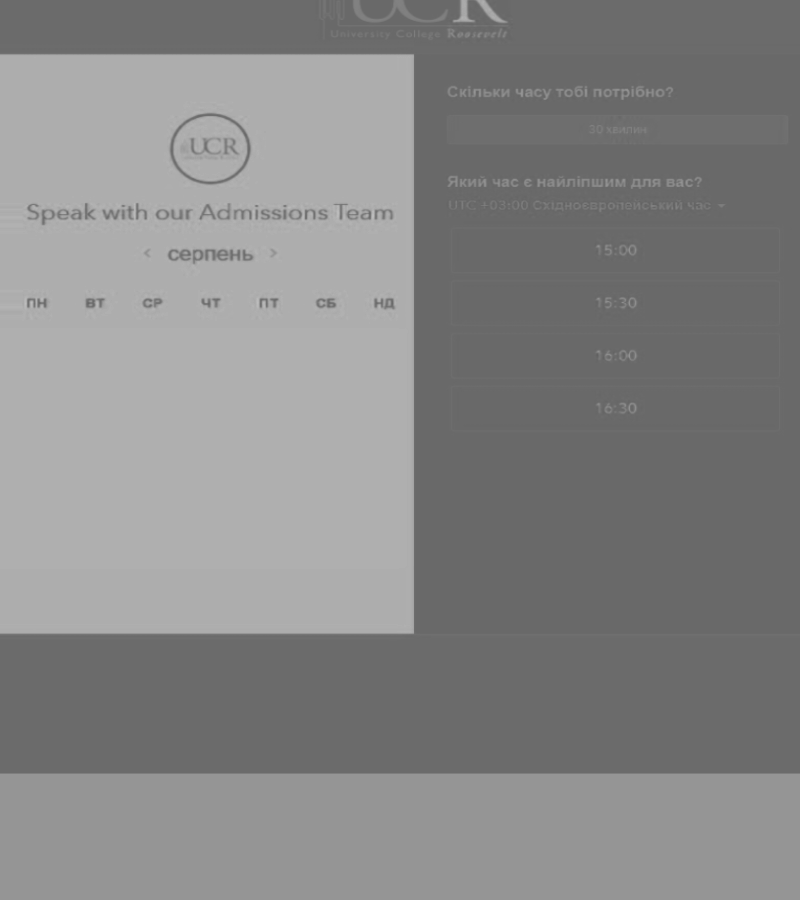 UCR
University College Roosevelt
UCR
Speak with our Admissions Team
< серпень >
ПН ВТ СР ЧТ ПТ СБ НД
Скільки часу тобі потрібно?
30 хвилин
Який час є найліпшим для вас?
UTC +03:00 Східноєвропейський час
15:00
15:30
16:00
16:30